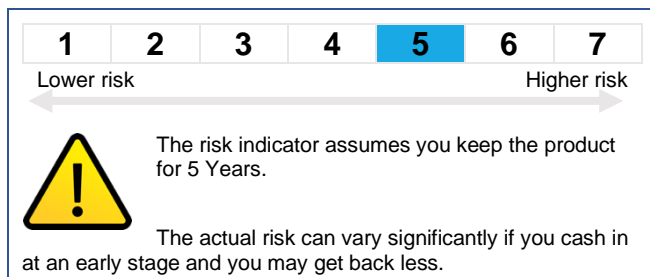 1 2 3 4 5 6 7
Lower risk Higher risk
The risk indicator assumes you keep the product
for 5 Years.
The actual risk can vary significantly if you cash in
at an early stage and you may get back less.